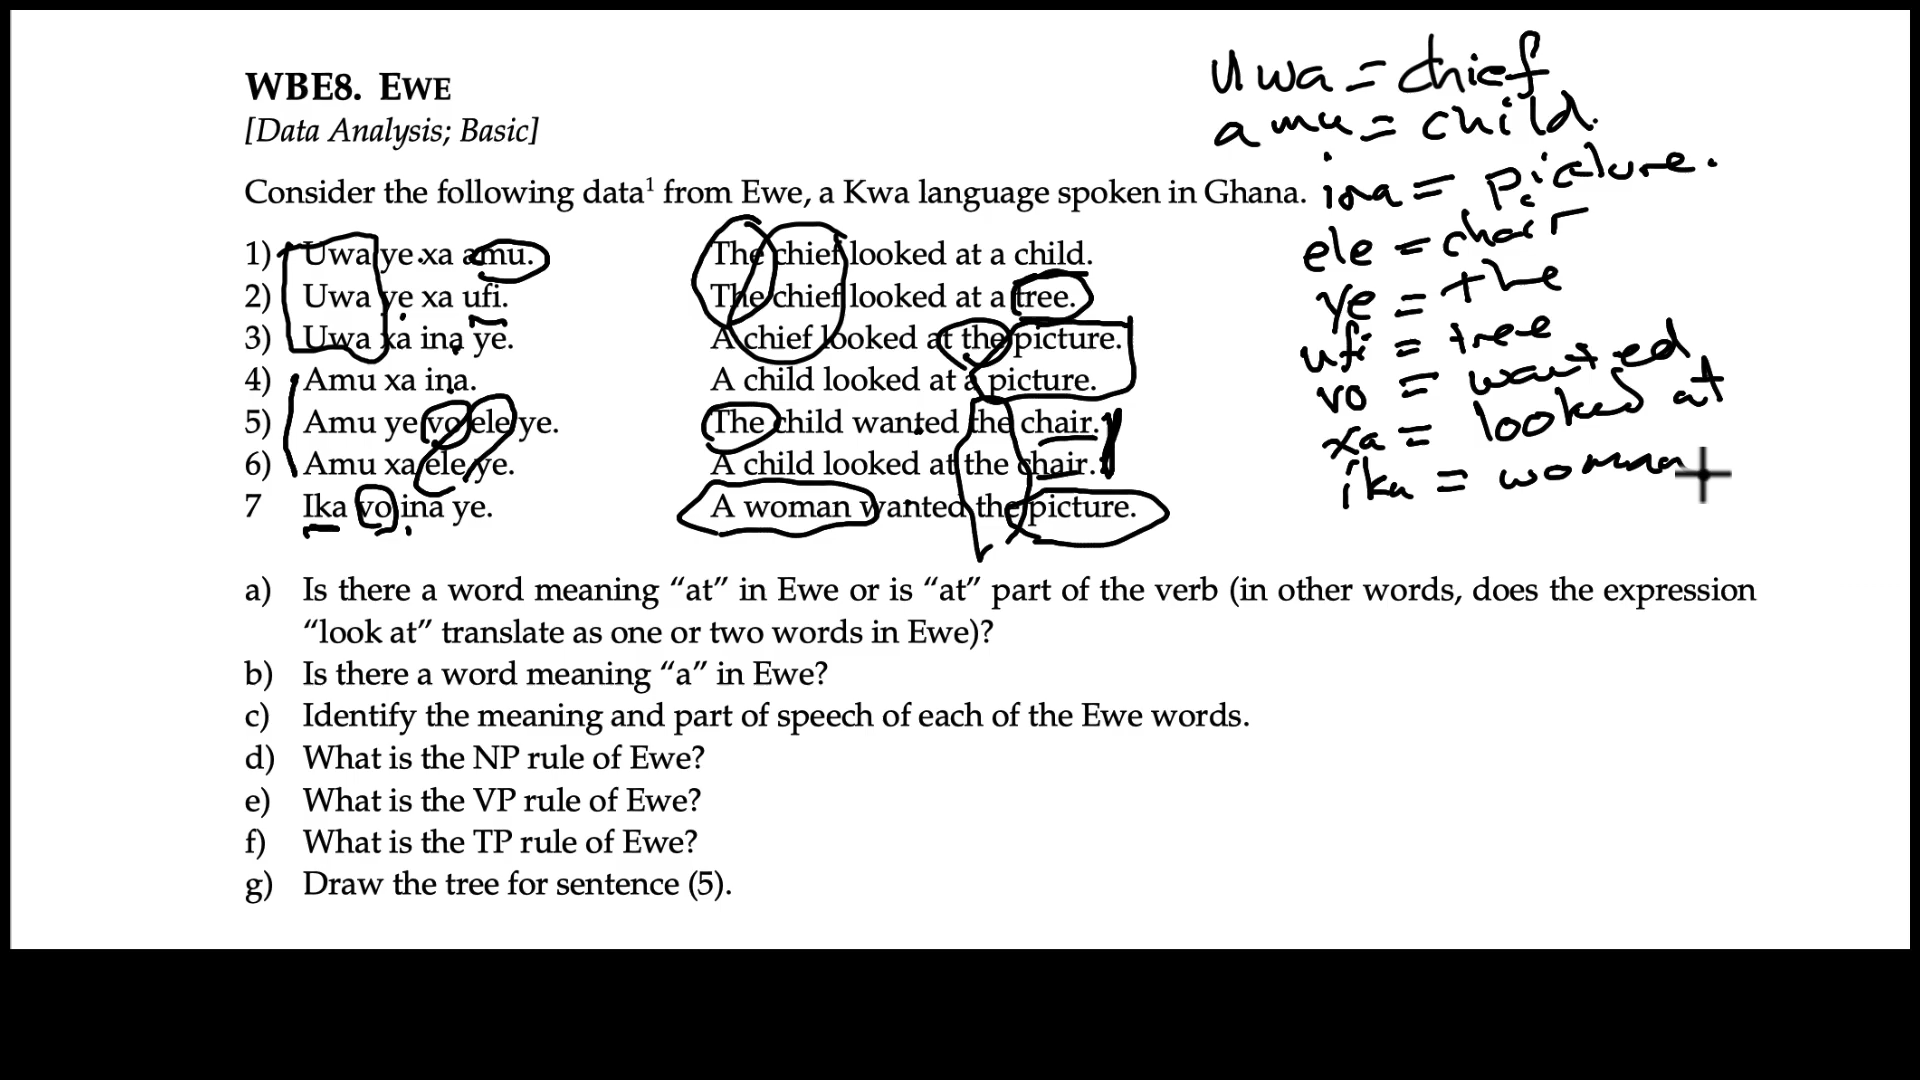 WBE8. EWE
[Data Analysis; Basic]
Consider the following data¹ from Ewe, a Kwa language spoken in Ghana.
1) Uwa ye xa amu. The chief looked at a child.
2) Uwa ye xa ufi. The chief looked at a tree.
3) Uwa xa ina ye. A chief looked at the picture.
4) Amu xa ina. A child looked at a picture.
5) Amu ye vo ele ye. The child wanted the chair.
6) Amu xa ele ye. A child looked at the chair.
7 Ika vo ina ye. A woman wanted the picture.
a) Is there a word meaning “at” in Ewe or is “at” part of the verb (in other words, does the expression
“look at” translate as one or two words in Ewe)?
b) Is there a word meaning “a” in Ewe?
c) Identify the meaning and part of speech of each of the Ewe words.
d) What is the NP rule of Ewe?
e) What is the VP rule of Ewe?
f) What is the TP rule of Ewe?
g) Draw the tree for sentence (5).
Uwa = chief
amu = child.
ina = picture.
ele = chair
ye = the
ufi = tree
vo = wanted
xa = looked at
ika = woman